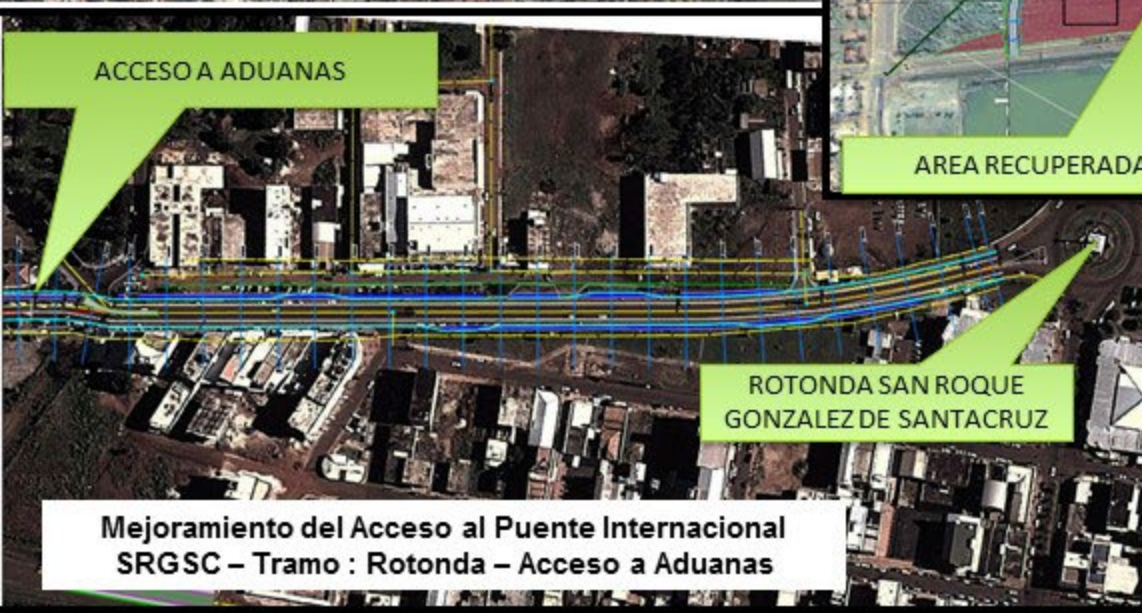 ACCESO A ADUANAS
AREA RECUPERADA
ROTONDA SAN ROQUE
GONZALEZ DE SANTACRUZ
Mejoramiento del Acceso al Puente Internacional
SRGSC – Tramo : Rotonda – Acceso a Aduanas